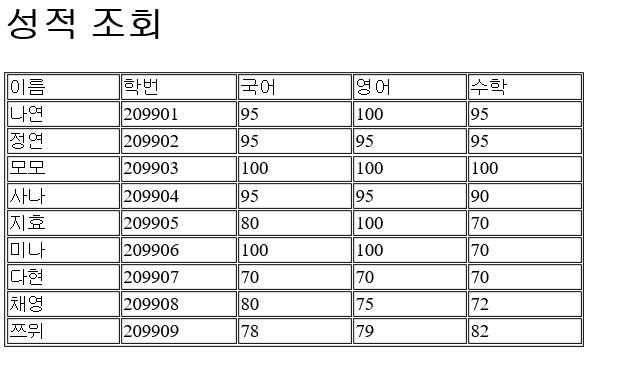 성적 조회
이름 학번 국어 영어 수학
나연 209901 95 100 95
정연 209902 95 95 95
모모 209903 100 100 100
사나 209904 95 95 90
지효 209905 80 100 70
미나 209906 100 100 70
다현 209907 70 70 70
채영 209908 80 75 72
쯔위 209909 78 79 82